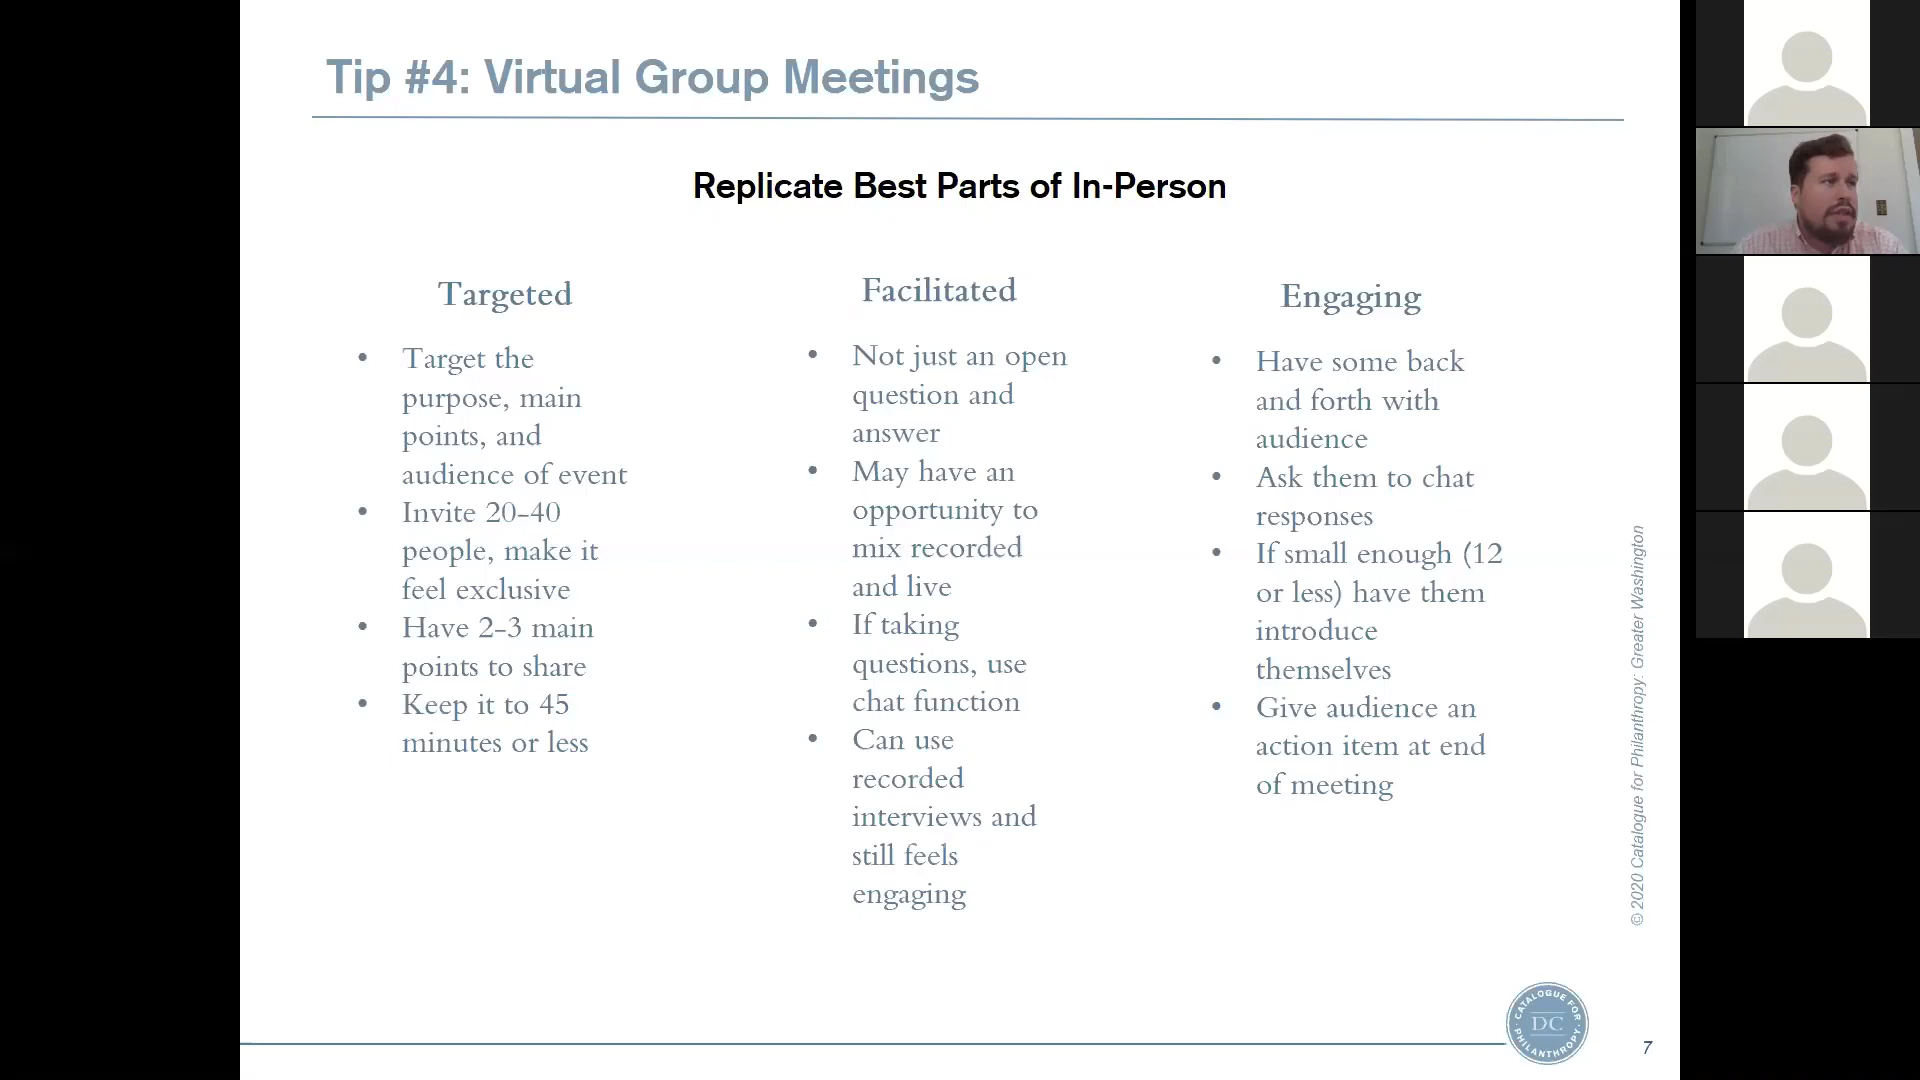 Tip #4: Virtual Group Meetings
Replicate Best Parts of In-Person
Targeted
• Target the
purpose, main
points, and
audience of event
• Invite 20-40
people, make it
feel exclusive
• Have 2-3 main
points to share
• Keep it to 45
minutes or less
Facilitated
• Not just an open
question and
answer
• May have an
opportunity to
mix recorded
and live
• If taking
questions, use
chat function
• Can use
recorded
interviews and
still feels
engaging
Engaging
• Have some back
and forth with
audience
• Ask them to chat
responses
• If small enough (12
or less) have them
introduce
themselves
• Give audience an
action item at end
of meeting
© 2020 Catalogue for Philanthropy: Greater Washington
CATALOGUE FOR
DC
PHILANTHROPY
7